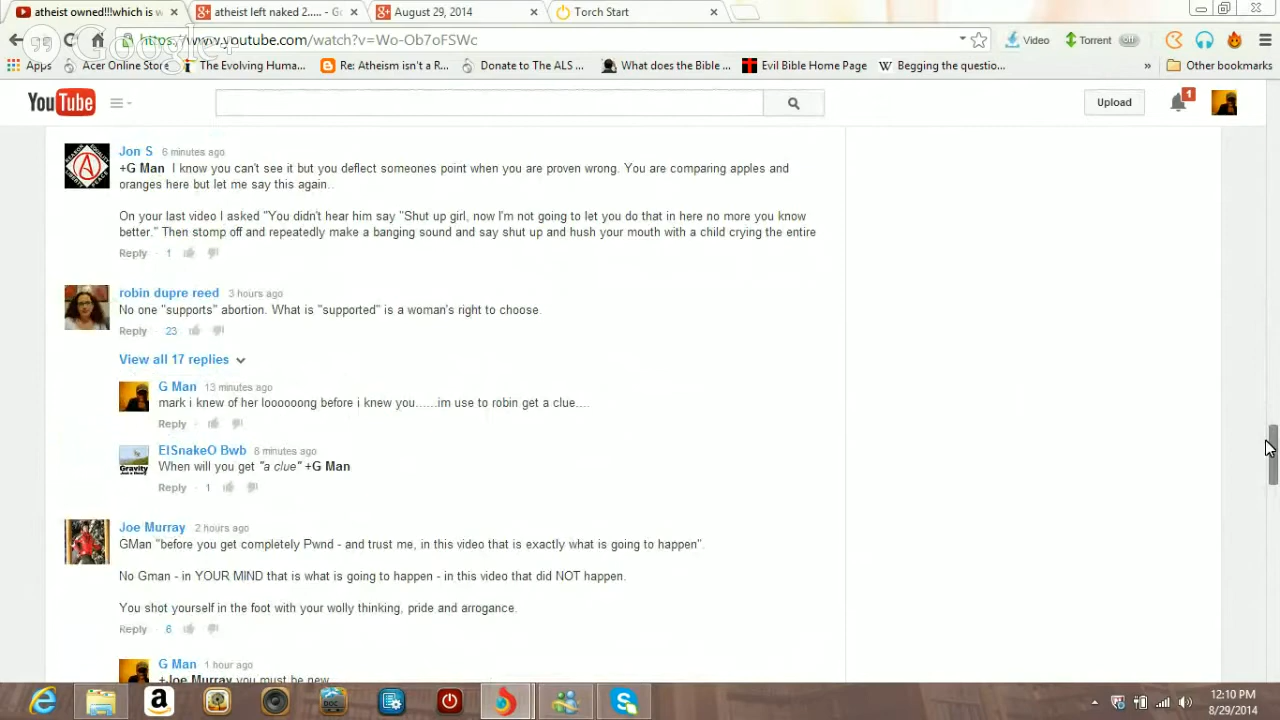 atheist owned!!!which is w
atheist left naked 2..... - Go
August 29, 2014
Torch Start
https://www.youtube.com/watch?v=Wo-Ob7oFSWc
Google+
Video
Torrent
off
Apps
Acer Online Store
The Evolving Huma...
Re: Atheism isn't a R...
Donate to The ALS ...
What does the Bible ...
Evil Bible Home Page
Begging the questio...
»
Other bookmarks
YouTube
Upload
1
Jon S 6 minutes ago
+G Man I know you can't see it but you deflect someones point when you are proven wrong. You are comparing apples and
oranges here but let me say this again..
On your last video I asked "You didn't hear him say "Shut up girl, now I'm not going to let you do that in here no more you know
better." Then stomp off and repeatedly make a banging sound and say shut up and hush your mouth with a child crying the entire
Reply · 1
robin dupre reed 3 hours ago
No one "supports" abortion. What is "supported" is a woman's right to choose.
Reply · 23
View all 17 replies
G Man 13 minutes ago
mark i knew of her loooooong before i knew you......im use to robin get a clue....
Reply ·
ElSnakeO Bwb 8 minutes ago
When will you get "a clue" +G Man
Reply · 1
Joe Murray 2 hours ago
GMan "before you get completely Pwnd - and trust me, in this video that is exactly what is going to happen".
No Gman - in YOUR MIND that is what is going to happen - in this video that did NOT happen.
You shot yourself in the foot with your wolly thinking, pride and arrogance.
Reply · 6
G Man 1 hour ago
+Joe Murray you must be new
12:10 PM
8/29/2014